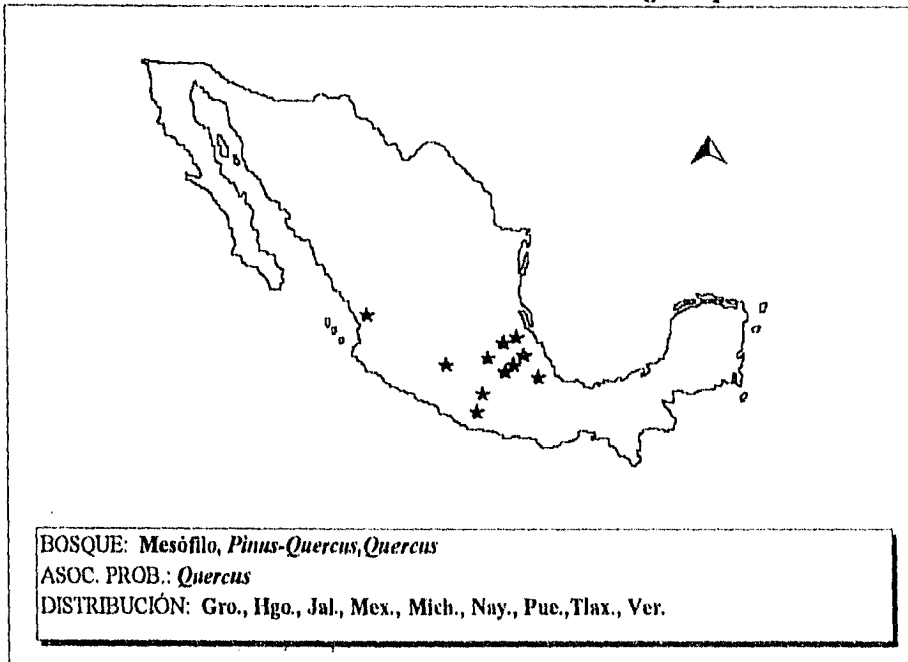 BOSQUE: Mesófilo, Pinus-Quercus, Quercus
ASOC. PROB.: Quercus
DISTRIBUCIÓN: Gro., Hgo., Jal., Mex., Mich., Nay., Pue., Tlax., Ver.